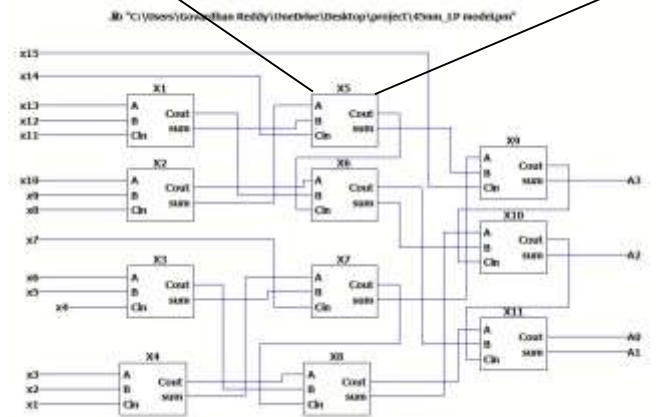 .lib "C:\Users\Govardhan Reddy\OneDrive\Desktop\project\45nm_LP model.pm"
x15
x14
x13
x12
x11
X1
A
B
CIn
Cout
sum
X5
A
B
CIn
Cout
sum
x10
x9
x8
X2
A
B
CIn
Cout
sum
X6
A
B
CIn
Cout
sum
X9
A
B
CIn
Cout
sum
A3
x7
X10
A
B
CIn
Cout
sum
A2
x6
x5
x4
X3
A
B
CIn
Cout
sum
X7
A
B
CIn
Cout
sum
X11
A
B
CIn
Cout
sum
A0
A1
x3
x2
x1
X4
A
B
CIn
Cout
sum
X8
A
B
CIn
Cout
sum